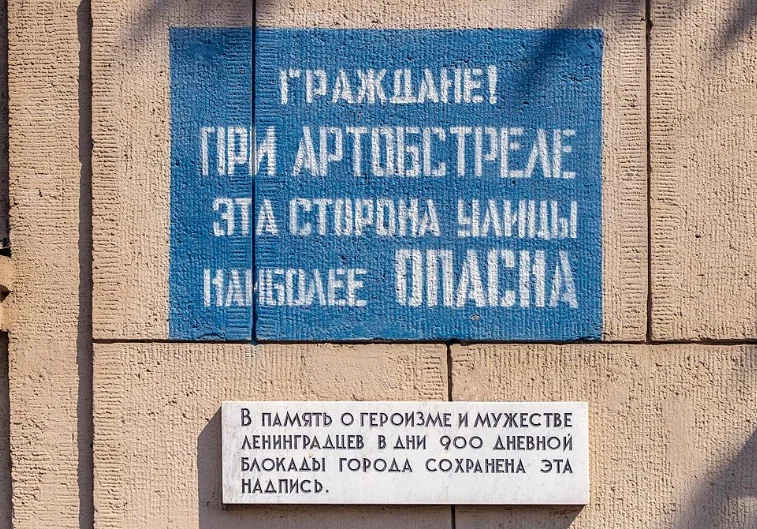 ГРАЖДАНЕ!
ПРИ АРТОБСТРЕЛЕ
ЭТА СТОРОНА УЛИЦЫ
НАИБОЛЕЕ ОПАСНА
В ПАМЯТЬ О ГЕРОИЗМЕ И МУЖЕСТВЕ
ЛЕНИНГРАДЦЕВ В ДНИ 900 ДНЕВНОЙ
БЛОКАДЫ ГОРОДА СОХРАНЕНА ЭТА
НАДПИСЬ.